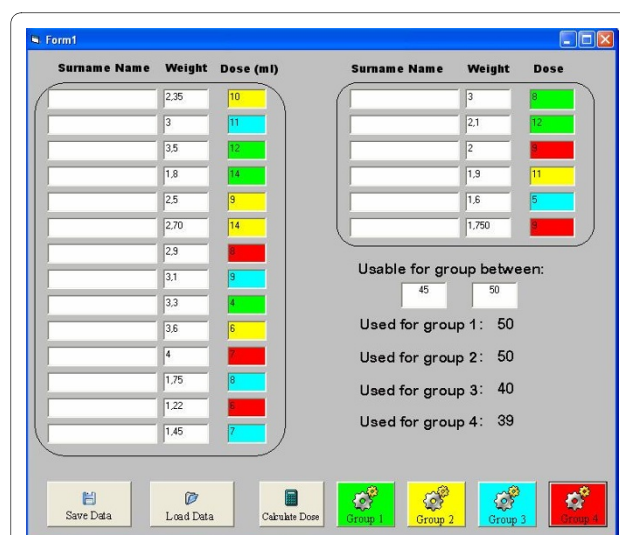 Form1
Surname Name Weight Dose (ml) Surname Name Weight Dose
2,35 10 3 8
3 11 2,1 12
3,5 12 2 9
1,8 14 1,9 11
2,5 9 1,6 5
2,70 14 1,750 9
2,9 8
3,1 9
3,3 4
3,6 6
4 7
1,75 8
1,22 6
1,45 7
Usable for group between:
45 50
Used for group 1: 50
Used for group 2: 50
Used for group 3: 40
Used for group 4: 39
Save Data Load Data Calculate Dose Group 1 Group 2 Group 3 Group 4